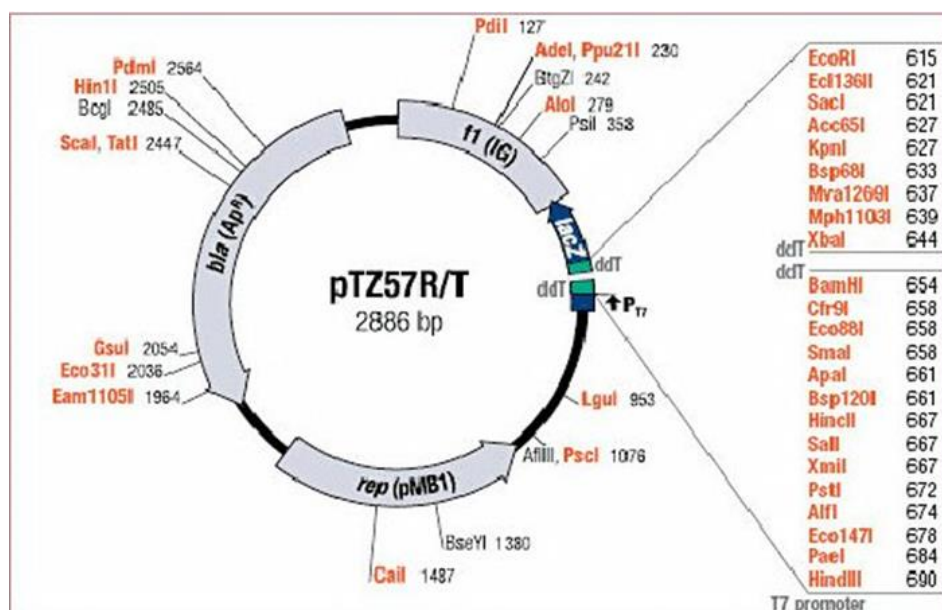 PdiI 127
AdeI, Ppu21I 230
BtgZI 242
AloI 279
PsiI 358
f1 (IG)
PdmI 2564
Hin1I 2505
BcgI 2485
ScaI, TatI 2447
bla (ApR)
GsuI 2054
Eco31I 2036
Eam1105I 1964
pTZ57R/T
2886 bp
lacZ
ddT
ddT
PT7
LguI 953
AflIII, PscI 1076
rep (pMB1)
BseYI 1380
CaiI 1487
EcoRI 615
Ecl136II 621
SacI 621
Acc65I 627
KpnI 627
Bsp68I 633
Mva1269I 637
Mph1103I 639
XbaI 644
ddT
ddT
BamHI 654
Cfr9I 658
Eco88I 658
SmaI 658
ApaI 661
Bsp120I 661
HincII 667
SalI 667
XmiI 667
PstI 672
AlfI 674
Eco147I 678
PaeI 684
HindIII 690
T7 promoter